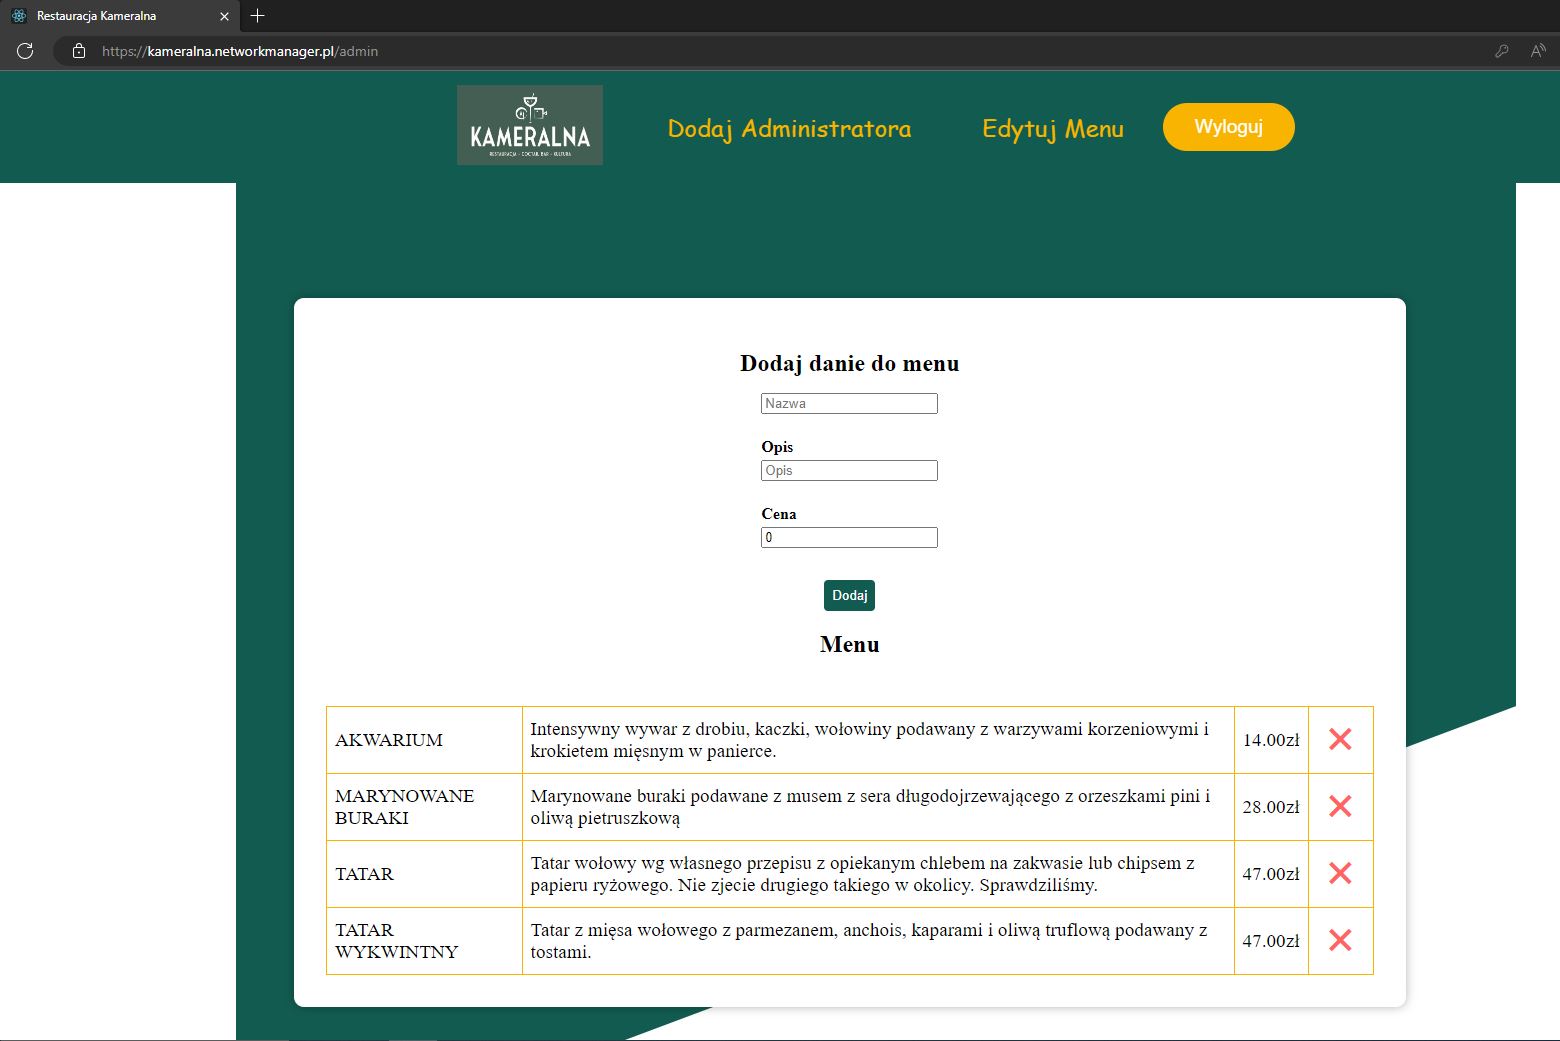 Restauracja Kameralna
https://kameralna.networkmanager.pl/admin
KAMERALNA
RESTAURACJA - COCTAIL BAR - KULTURA
Dodaj Administratora
Edytuj Menu
Wyloguj
Dodaj danie do menu
Nazwa
Opis
Opis
Cena
0
Dodaj
Menu
AKWARIUM
Intensywny wywar z drobiu, kaczki, wołowiny podawany z warzywami korzeniowymi i
krokietem mięsnym w panierce.
14.00zł
MARYNOWANE
BURAKI
Marynowane buraki podawane z musem z sera długodojrzewającego z orzeszkami pini i
oliwą pietruszkową
28.00zł
TATAR
Tatar wołowy wg własnego przepisu z opiekanym chlebem na zakwasie lub chipsem z
papieru ryżowego. Nie zjecie drugiego takiego w okolicy. Sprawdziliśmy.
47.00zł
TATAR
WYKWINTNY
Tatar z mięsa wołowego z parmezanem, anchois, kaparami i oliwą truflową podawany z
tostami.
47.00zł